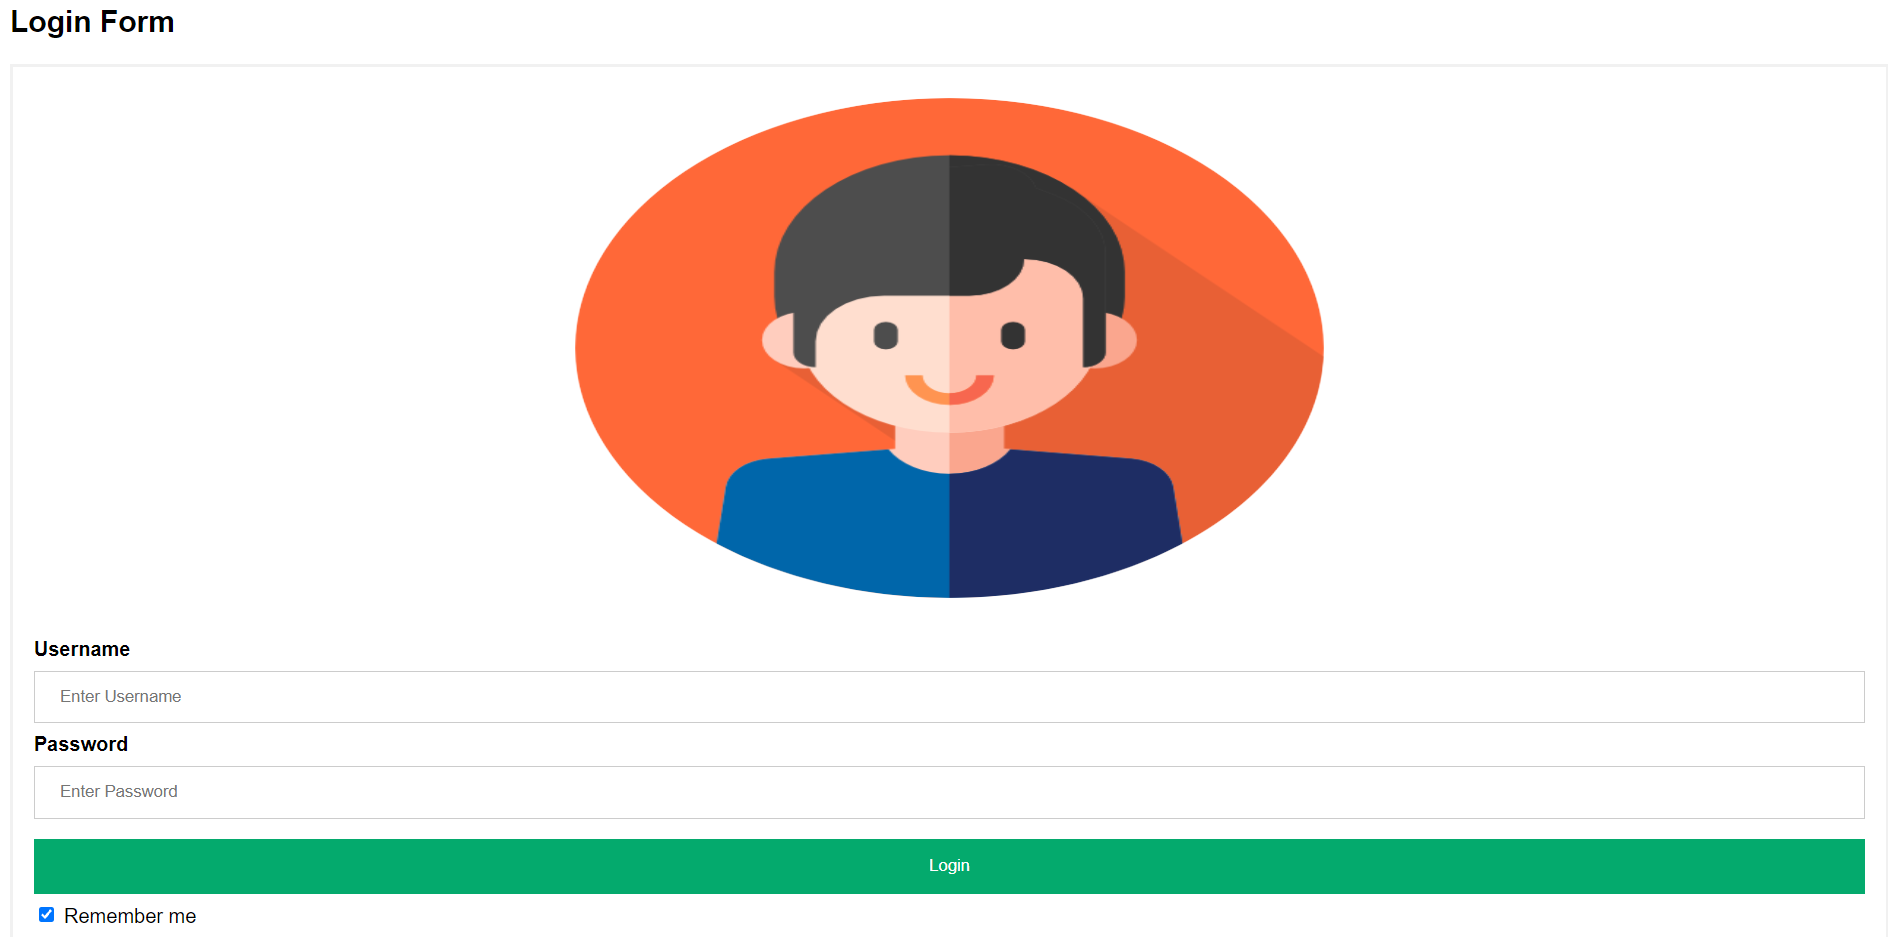 Login Form
Username
Enter Username
Password
Enter Password
Login
Remember me